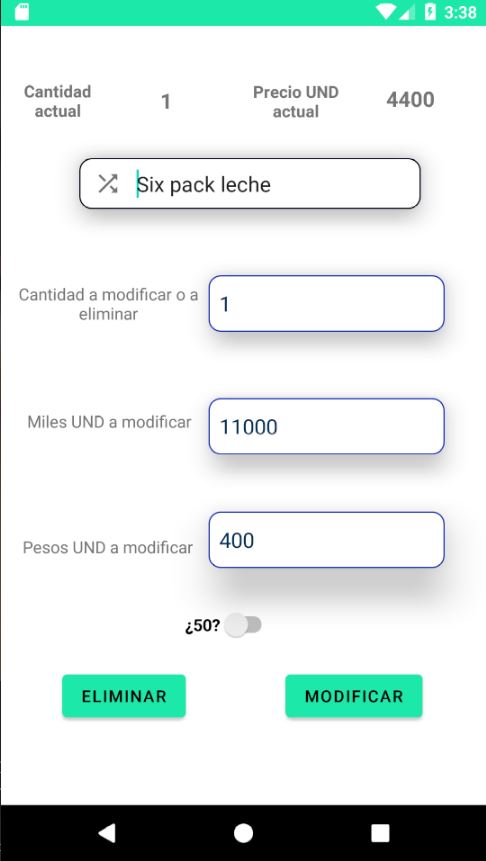 3:38
Cantidad
actual
1
Precio UND
actual
4400
Six pack leche
Cantidad a modificar o a
eliminar
1
Miles UND a modificar
11000
Pesos UND a modificar
400
¿50?
ELIMINAR
MODIFICAR